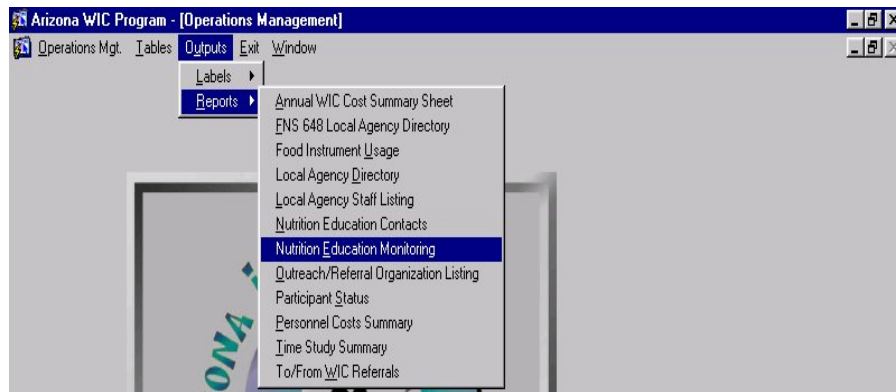 Arizona WIC Program - [Operations Management]
Operations Mgt. Tables Outputs Exit Window
Labels
Reports
Annual WIC Cost Summary Sheet
FNS 648 Local Agency Directory
Food Instrument Usage
Local Agency Directory
Local Agency Staff Listing
Nutrition Education Contacts
Nutrition Education Monitoring
Outreach/Referral Organization Listing
Participant Status
Personnel Costs Summary
Time Study Summary
To/From WIC Referrals